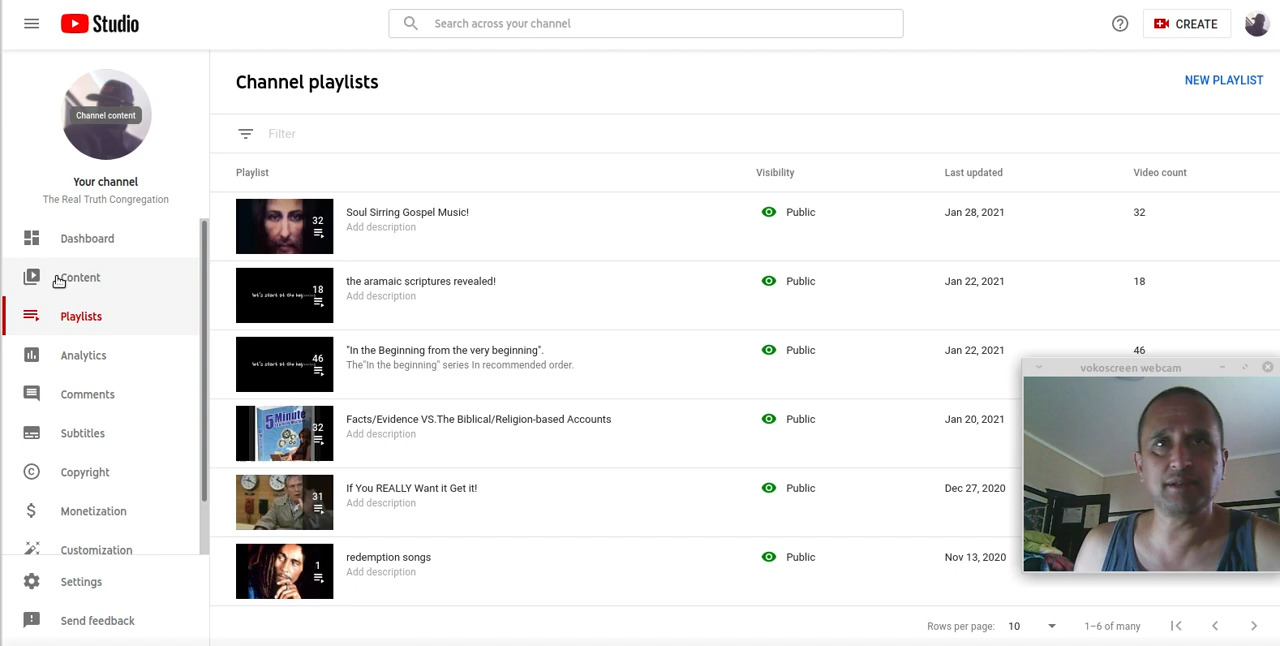 Studio
Search across your channel
CREATE
Channel content
Your channel
The Real Truth Congregation
Dashboard
Content
Playlists
Analytics
Comments
Subtitles
Copyright
Monetization
Customization
Settings
Send feedback
Channel playlists
NEW PLAYLIST
Filter
Playlist Visibility Last updated Video count
32 Soul Sirring Gospel Music! Public Jan 28, 2021 32
Add description
18 the aramaic scriptures revealed! Public Jan 22, 2021 18
Add description
46 "In the Beginning from the very beginning". Public Jan 22, 2021 46
The"In the beginning" series In recommended order.
5 Minute
32 Facts/Evidence VS.The Biblical/Religion-based Accounts Public Jan 20, 2021
Add description
31 If You REALLY Want it Get it! Public Dec 27, 2020
Add description
1 redemption songs Public Nov 13, 2020
Add description
vokoscreen webcam
Rows per page: 10 1–6 of many